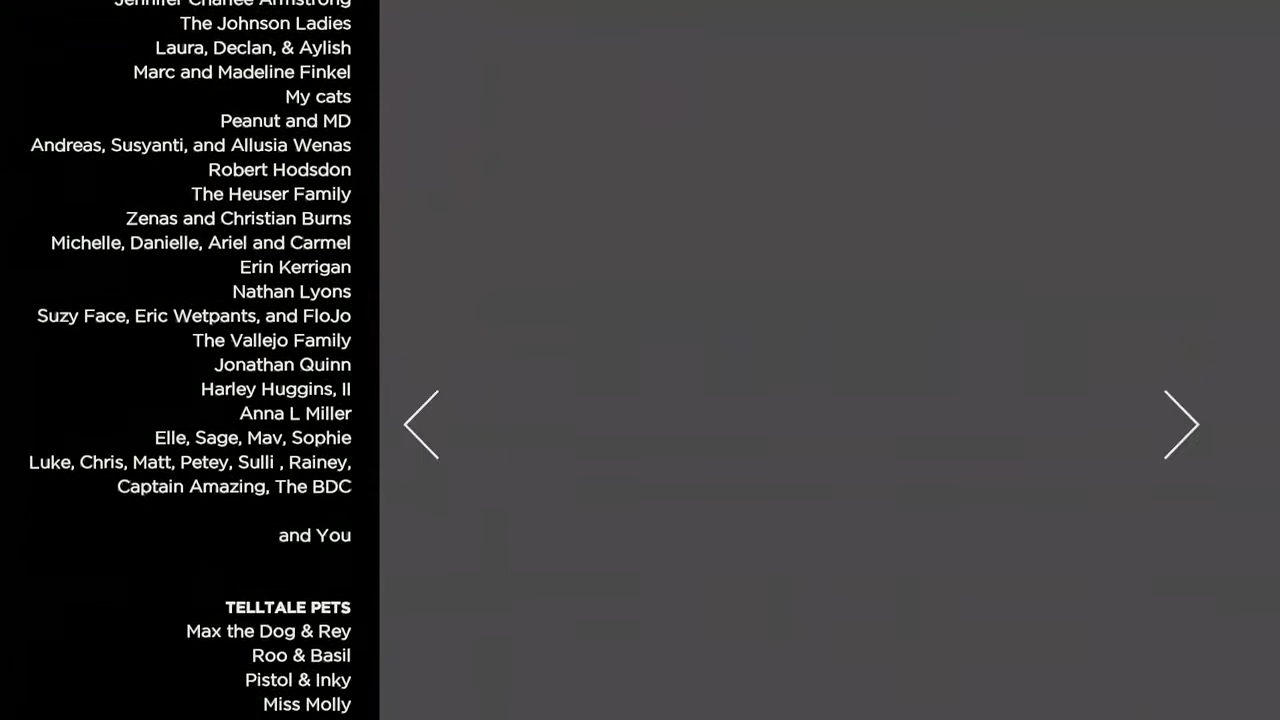 Jennifer Charlee Armstrong
The Johnson Ladies
Laura, Declan, & Aylish
Marc and Madeline Finkel
My cats
Peanut and MD
Andreas, Susyanti, and Allusia Wenas
Robert Hodsdon
The Heuser Family
Zenas and Christian Burns
Michelle, Danielle, Ariel and Carmel
Erin Kerrigan
Nathan Lyons
Suzy Face, Eric Wetpants, and FloJo
The Vallejo Family
Jonathan Quinn
Harley Huggins, II
Anna L Miller
Elle, Sage, Mav, Sophie
Luke, Chris, Matt, Petey, Sulli , Rainey,
Captain Amazing, The BDC
and You
TELLTALE PETS
Max the Dog & Rey
Roo & Basil
Pistol & Inky
Miss Molly